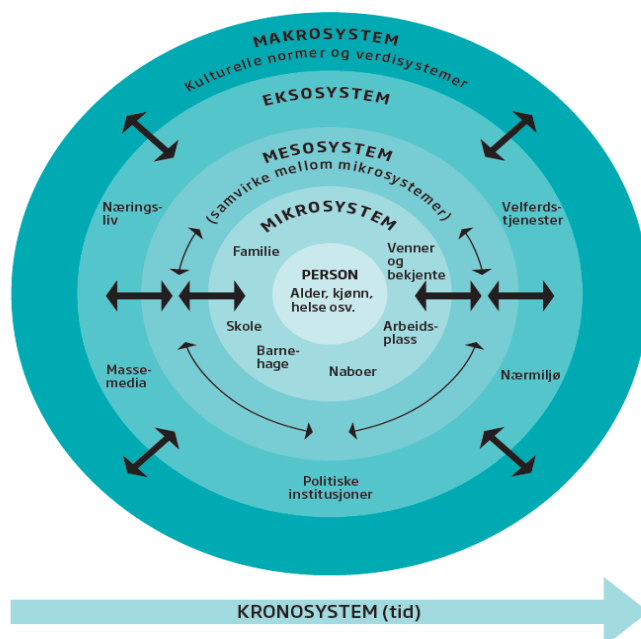 MAKROSYSTEM
Kulturelle normer og verdisystemer
EKSOSYSTEM
MESOSYSTEM
(samvirke mellom mikrosystemer)
MIKROSYSTEM
Nærings-
liv
Velferds-
tjenester
Familie
Venner
og
bekjente
PERSON
Alder, kjønn,
helse osv.
Skole
Arbeids-
plass
Barne-
hage
Naboer
Masse-
media
Nærmiljø
Politiske
institusjoner
KRONOSYSTEM (tid)